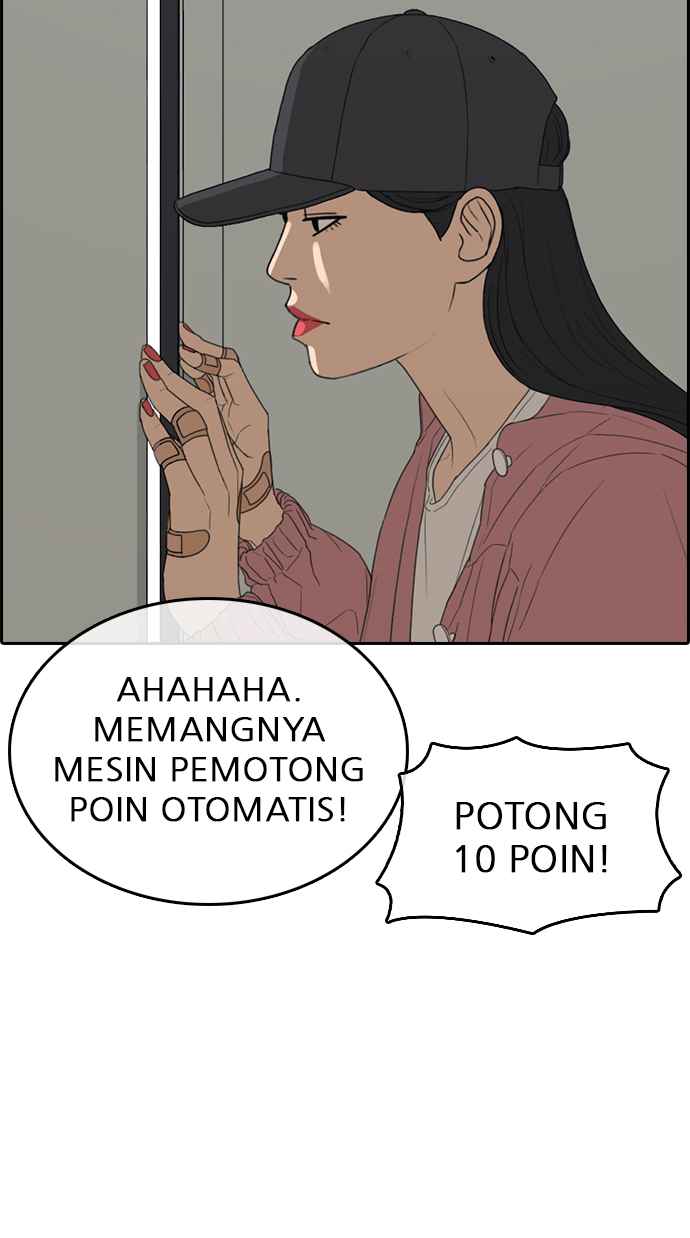 AHAHAHA.
MEMANGNYA
MESIN PEMOTONG
POIN OTOMATIS!
POTONG
10 POIN!